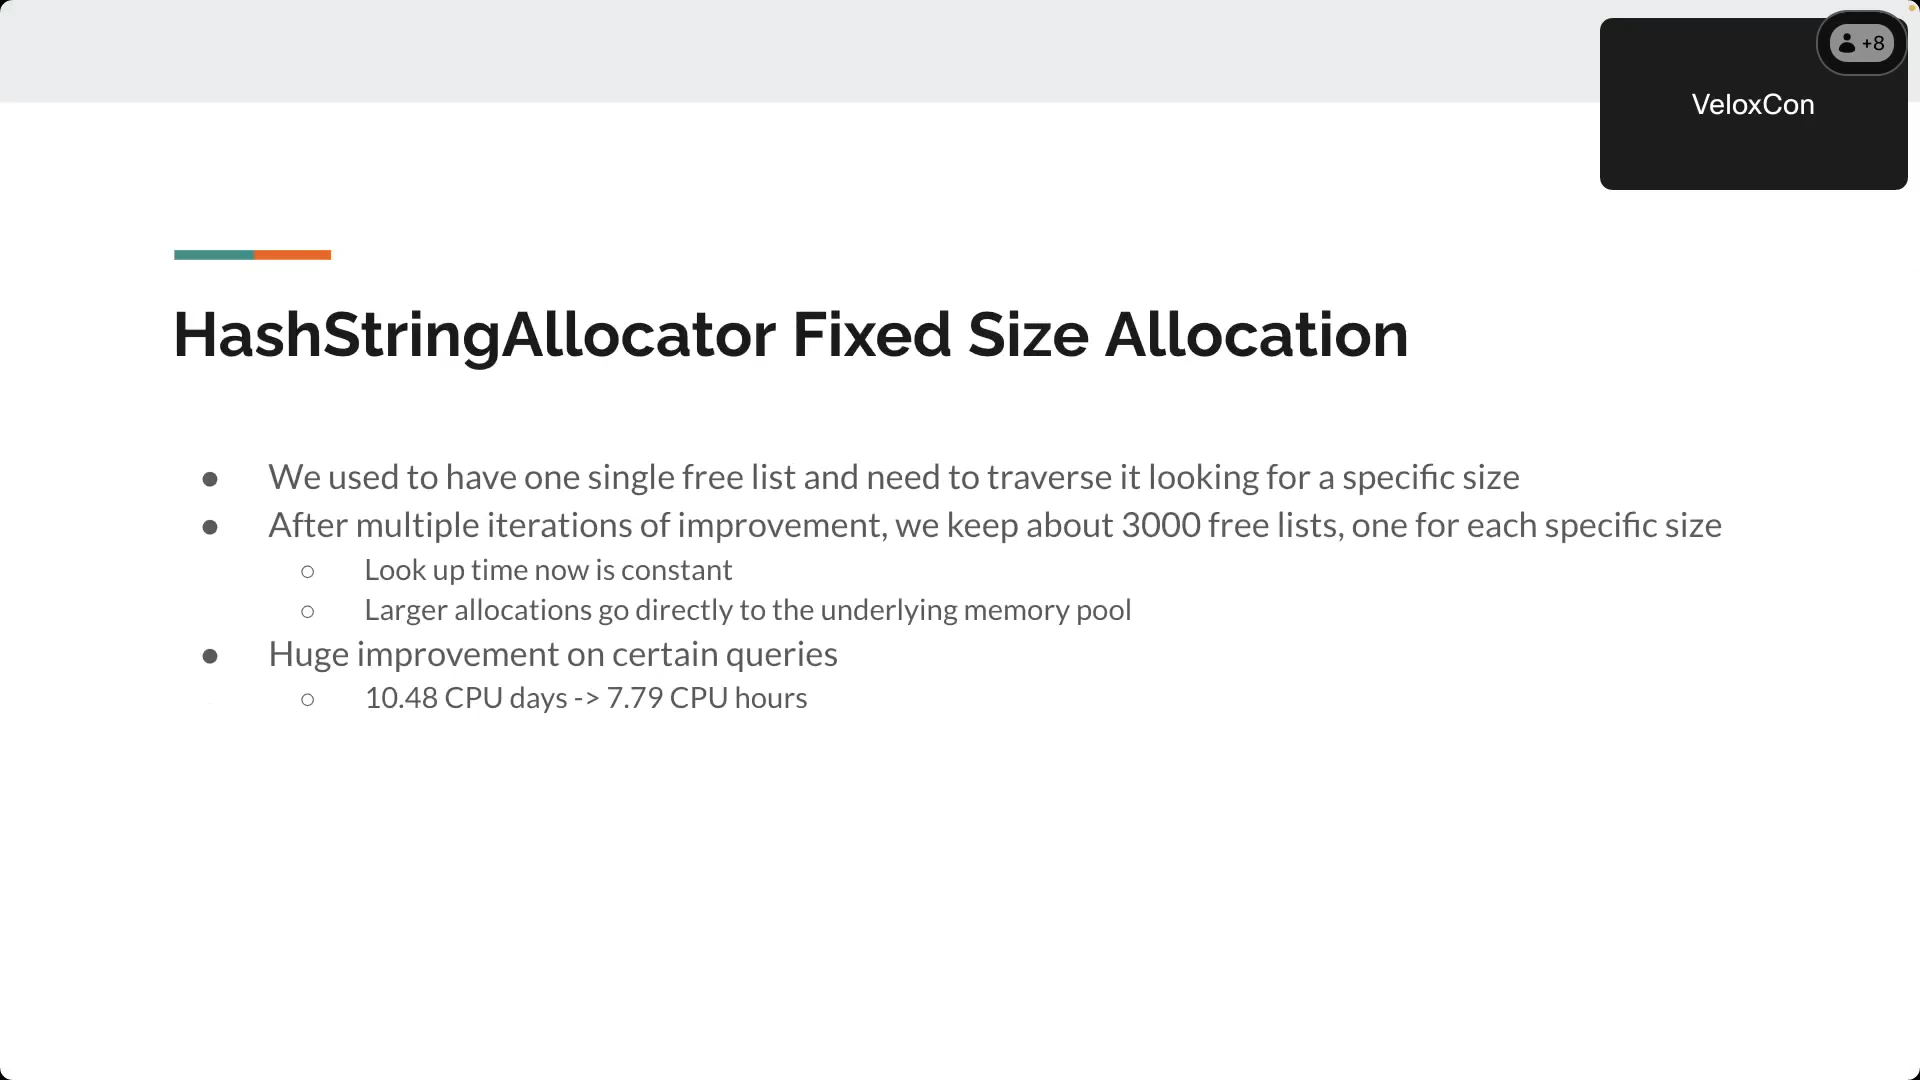 +8
VeloxCon
HashStringAllocator Fixed Size Allocation
● We used to have one single free list and need to traverse it looking for a specific size
● After multiple iterations of improvement, we keep about 3000 free lists, one for each specific size
○ Look up time now is constant
○ Larger allocations go directly to the underlying memory pool
● Huge improvement on certain queries
○ 10.48 CPU days -> 7.79 CPU hours